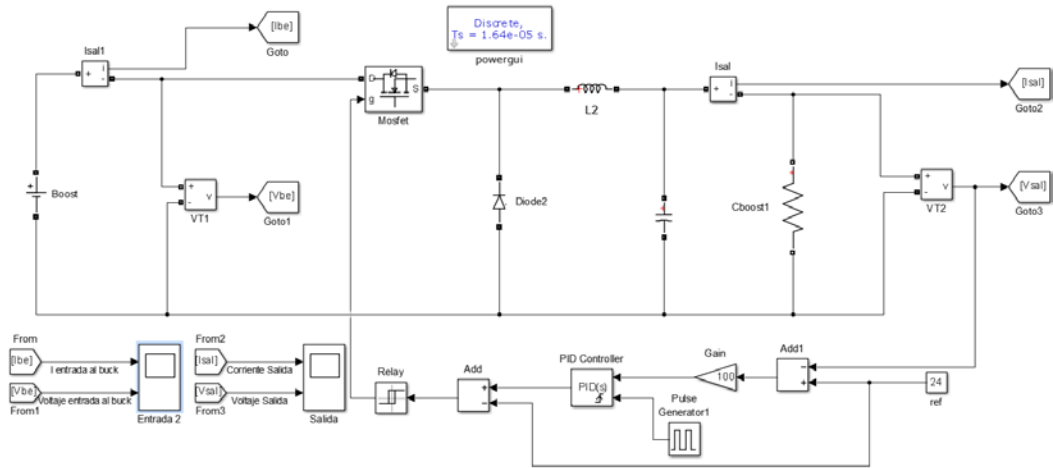 Discrete,
Ts = 1.64e-05 s.
powergui
[Ibe]
Goto
Isal1
+
i
-
D
g
S
Mosfet
L2
Isal
+
i
-
[Isal]
Goto2
+
Boost
+
-
v
VT1
[Vbe]
Goto1
Diode2
+
Cboost1
+
+
-
v
VT2
[Vsal]
Goto3
From
[Ibe]
I entrada al buck
[Vbe]
Voltaje entrada al buck
From1
Entrada 2
From2
[Isal]
Corriente Salida
[Vsal]
Voltaje Salida
From3
Salida
Relay
Add
+
-
PID Controller
PID(s)
Pulse
Generator1
Gain
100
Add1
-
+
24
ref